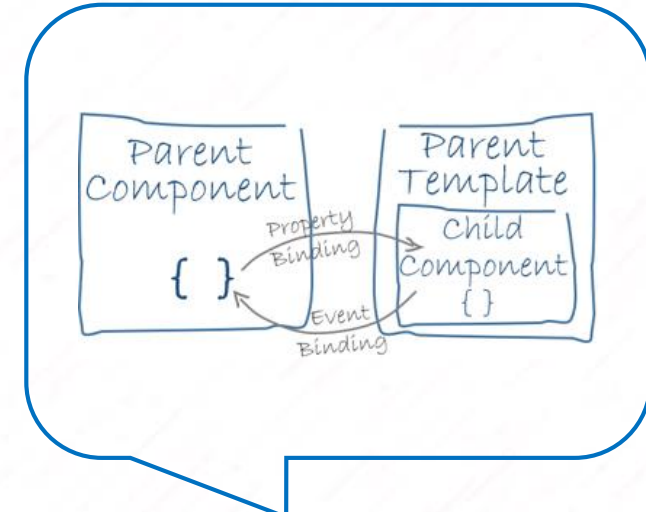 Parent
Component
{ }
Property
Binding
Event
Binding
Parent
Template
Child
Component
{ }